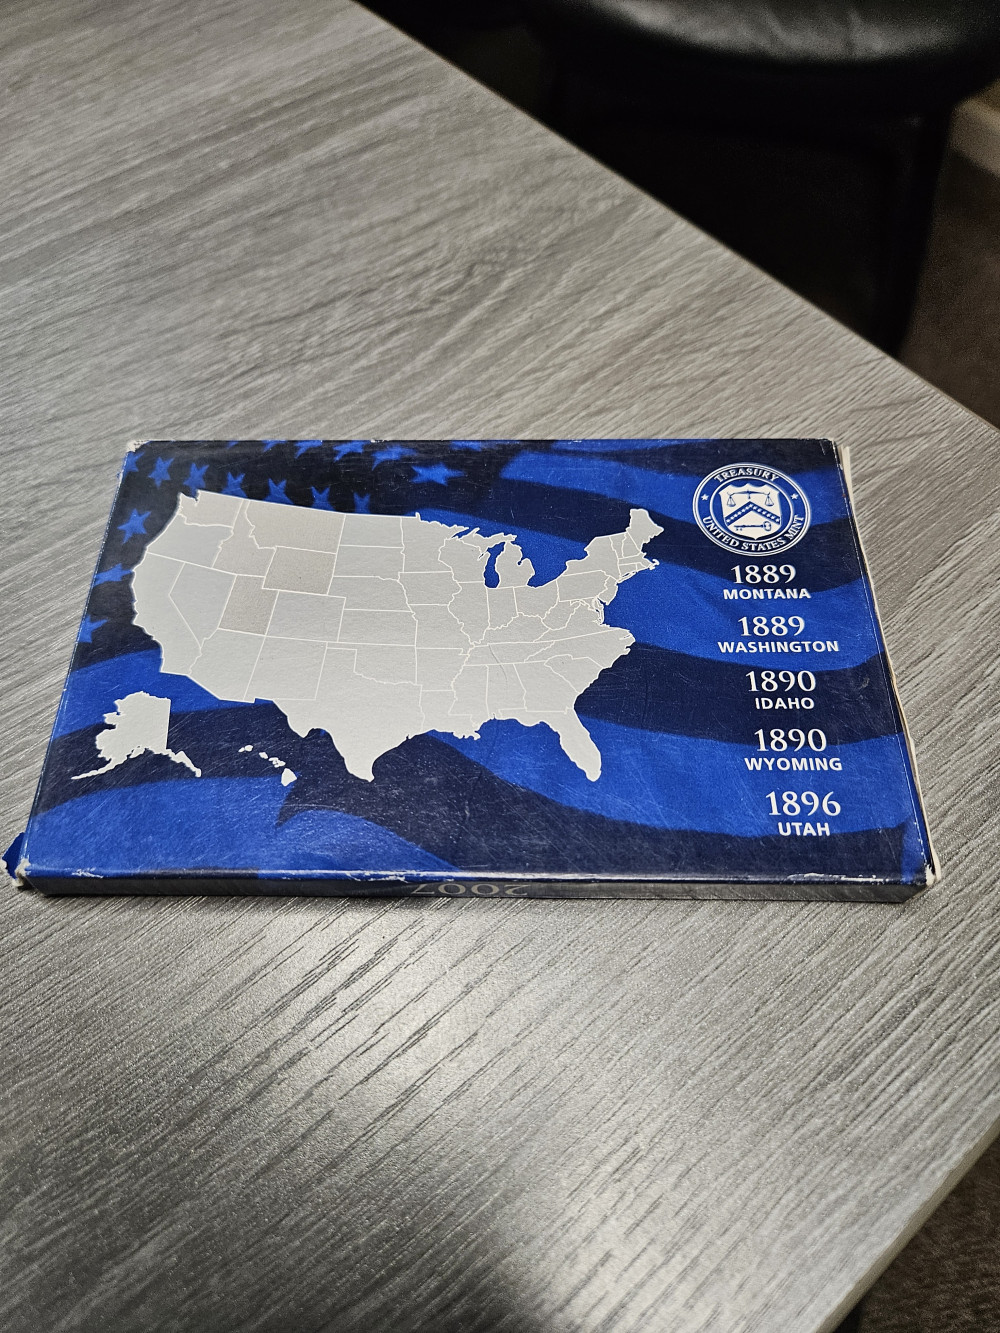 TREASURY
UNITED STATES MINT
1889
MONTANA
1889
WASHINGTON
1890
IDAHO
1890
WYOMING
1896
UTAH
2007